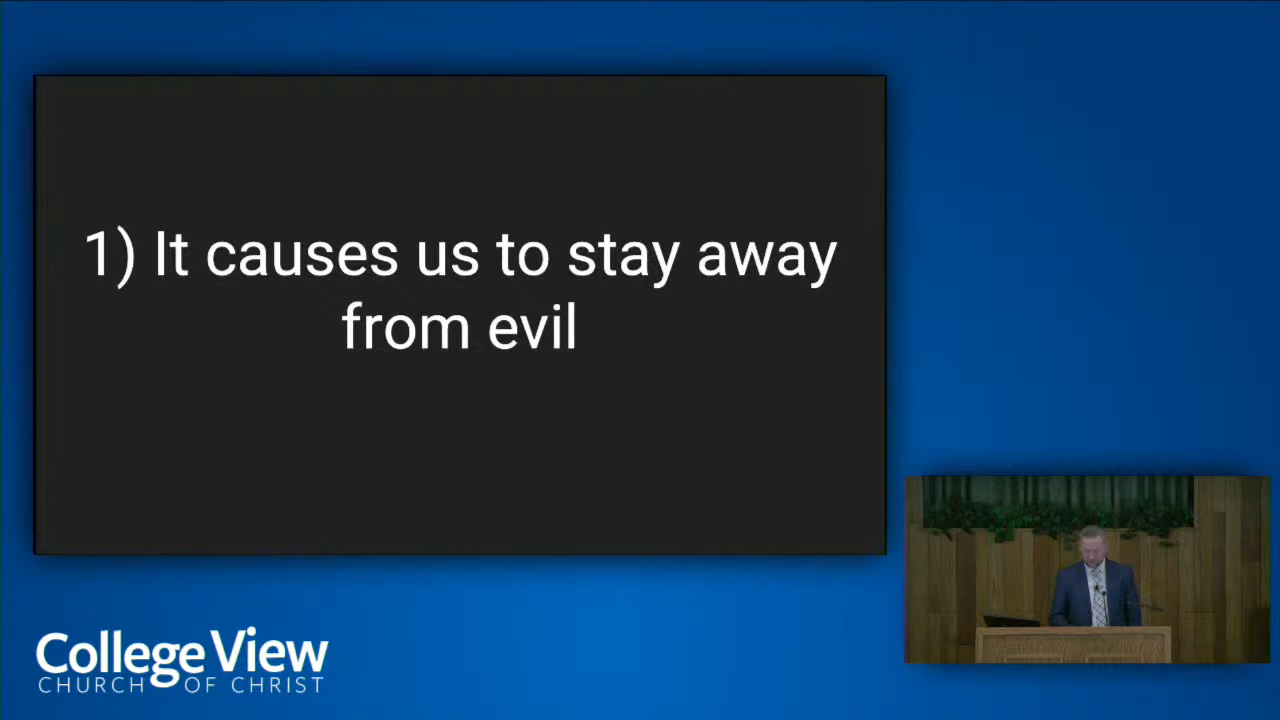 1) It causes us to stay away
from evil
College View
CHURCH OF CHRIST